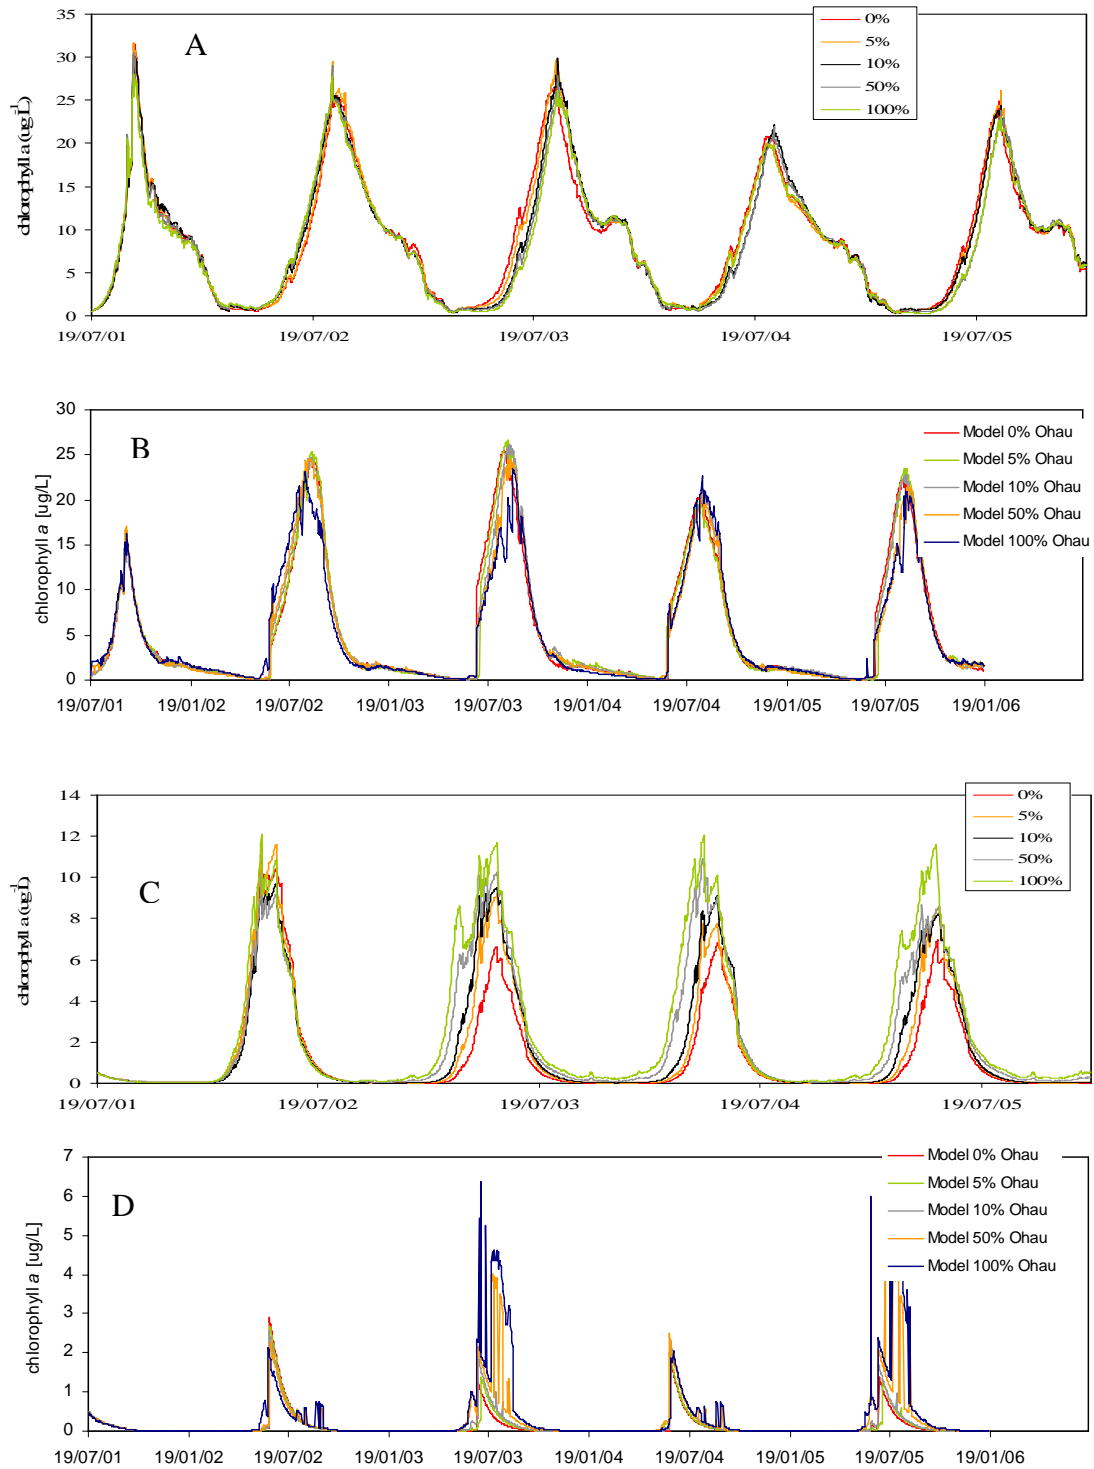 A
35
30
25
20
15
10
5
0
chlorophyll a (ug L-1)
0%
5%
10%
50%
100%
19/07/01 19/07/02 19/07/03 19/07/04 19/07/05
B
30
25
20
15
10
5
0
chlorophyll a [ug/L]
Model 0% Ohau
Model 5% Ohau
Model 10% Ohau
Model 50% Ohau
Model 100% Ohau
19/07/01 19/01/02 19/07/02 19/01/03 19/07/03 19/01/04 19/07/04 19/01/05 19/07/05 19/01/06
C
14
12
10
8
6
4
2
0
chlorophyll a (ug L-1)
0%
5%
10%
50%
100%
19/07/01 19/07/02 19/07/03 19/07/04 19/07/05
D
7
6
5
4
3
2
1
0
chlorophyll a [ug/L]
Model 0% Ohau
Model 5% Ohau
Model 10% Ohau
Model 50% Ohau
Model 100% Ohau
19/07/01 19/01/02 19/07/02 19/01/03 19/07/03 19/01/04 19/07/04 19/01/05 19/07/05 19/01/06